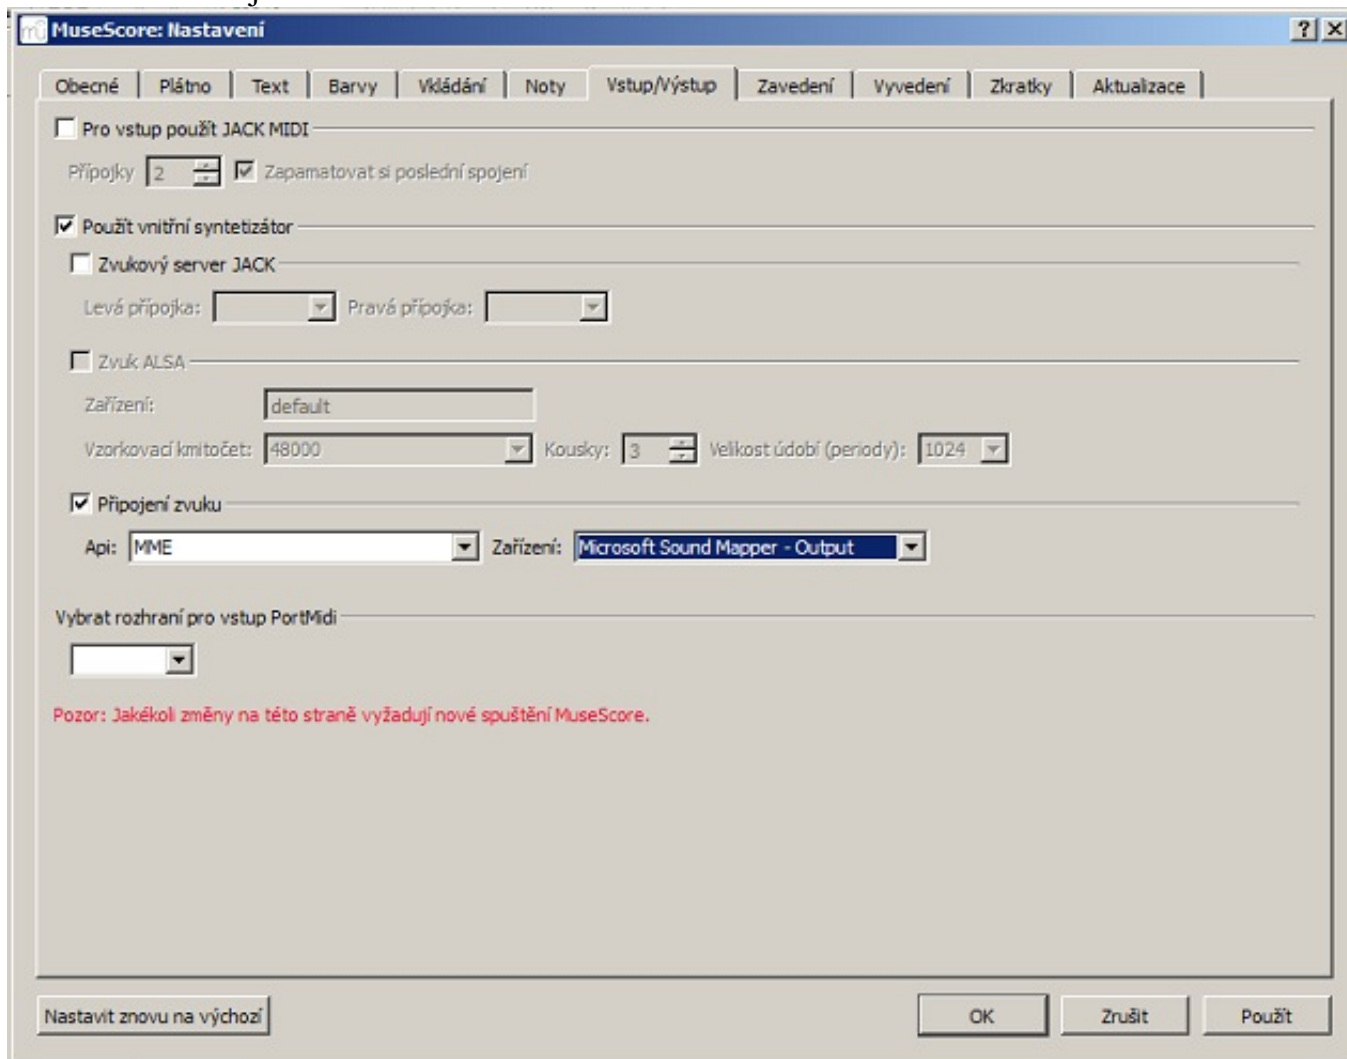 MuseScore: Nastavení
Obecné Plátno Text Barvy Vkládání Noty Vstup/Výstup Zavedení Vyvedení Zkratky Aktualizace
Pro vstup použít JACK MIDI
Přípojky 2 Zapamatovat si poslední spojení
Použít vnitřní syntetizátor
Zvukový server JACK
Levá přípojka: Pravá přípojka:
Zvuk ALSA
Zařízení: default
Vzorkovací kmitočet: 48000 Kousky: 3 Velikost údobí (periody): 1024
Připojení zvuku
Api: MME Zařízení: Microsoft Sound Mapper - Output
Vybrat rozhraní pro vstup PortMidi
Pozor: Jakékoli změny na této straně vyžadují nové spuštění MuseScore.
Nastavit znovu na výchozí OK Zrušit Použít